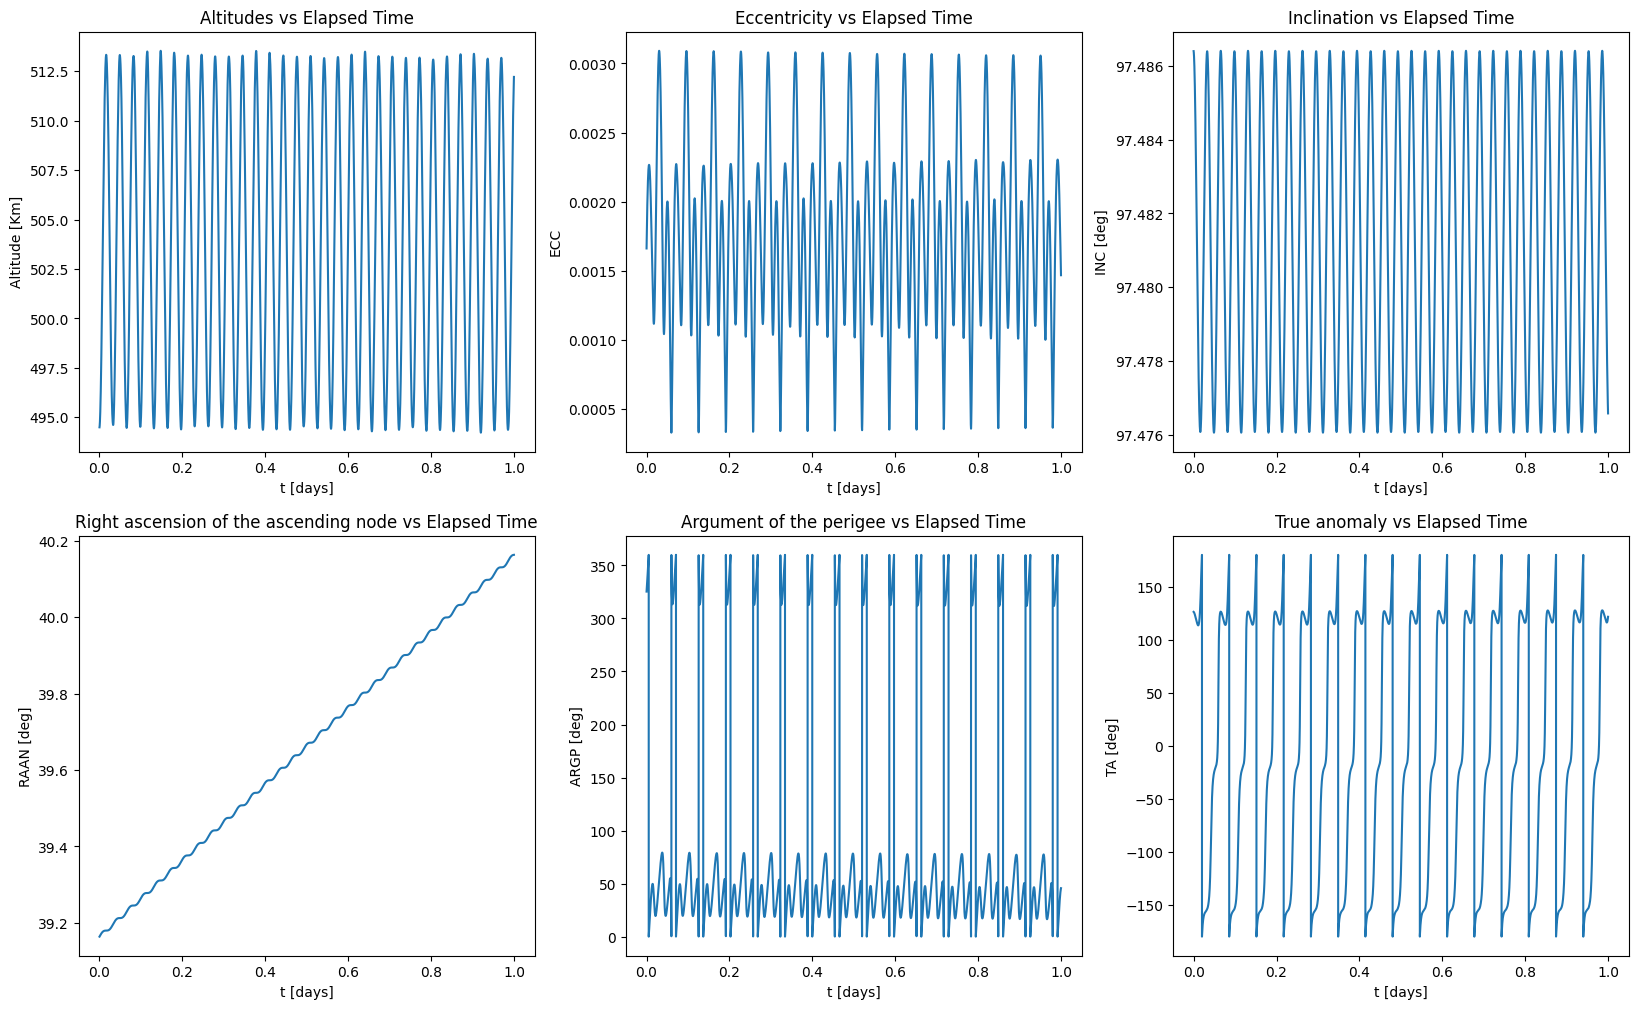 Altitudes vs Elapsed Time
Altitude [Km]
512.5
510.0
507.5
505.0
502.5
500.0
497.5
495.0
0.0 0.2 0.4 0.6 0.8 1.0
t [days]
Eccentricity vs Elapsed Time
ECC
0.0030
0.0025
0.0020
0.0015
0.0010
0.0005
0.0 0.2 0.4 0.6 0.8 1.0
t [days]
Inclination vs Elapsed Time
INC [deg]
97.486
97.484
97.482
97.480
97.478
97.476
0.0 0.2 0.4 0.6 0.8 1.0
t [days]
Right ascension of the ascending node vs Elapsed Time
RAAN [deg]
40.2
40.0
39.8
39.6
39.4
39.2
0.0 0.2 0.4 0.6 0.8 1.0
t [days]
Argument of the perigee vs Elapsed Time
ARGP [deg]
350
300
250
200
150
100
50
0
0.0 0.2 0.4 0.6 0.8 1.0
t [days]
True anomaly vs Elapsed Time
TA [deg]
150
100
50
0
−50
−100
−150
0.0 0.2 0.4 0.6 0.8 1.0
t [days]